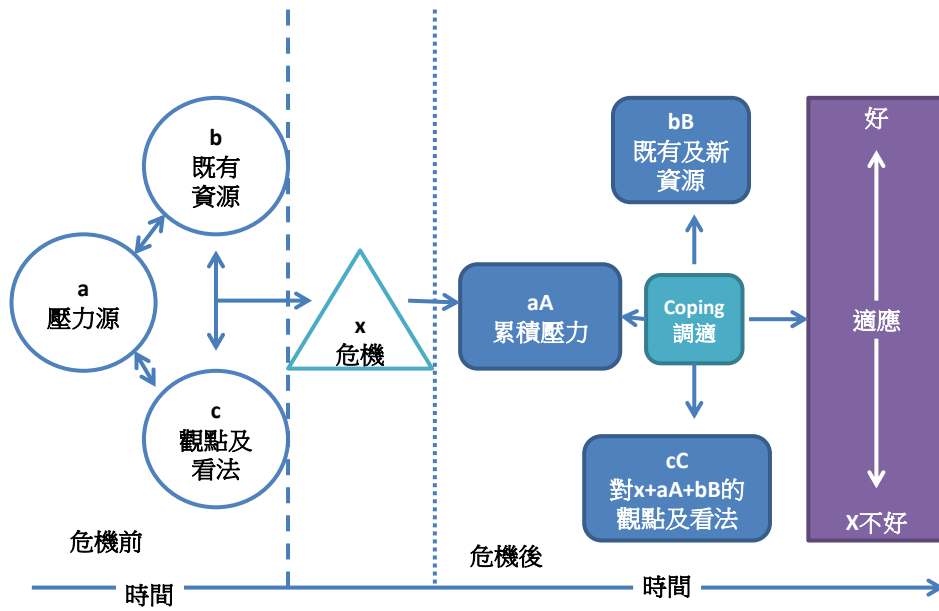 b
既有
資源
a
壓力源
c
觀點及
看法
x
危機
aA
累積壓力
bB
既有及新
資源
Coping
調適
cC
對x+aA+bB的
觀點及看法
好
適應
X不好
危機前
危機後
時間
時間